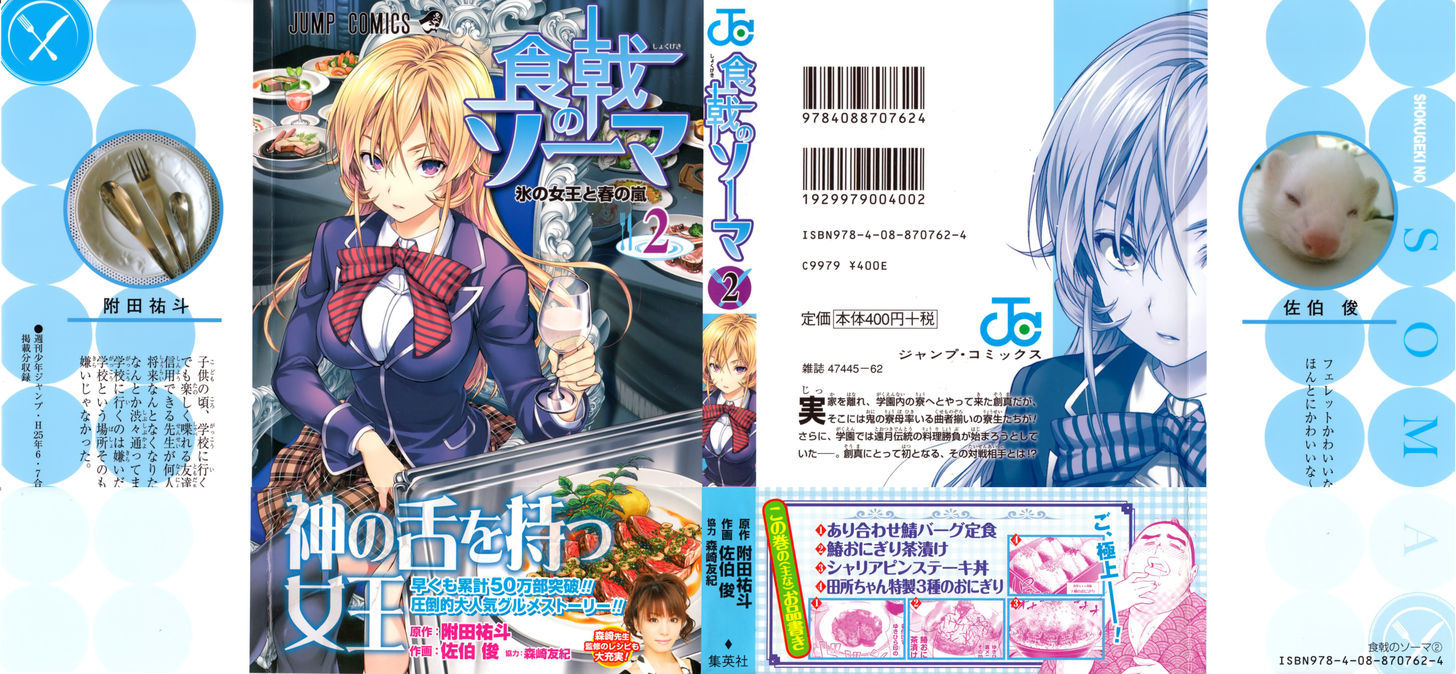 附田祐斗
子供の頃、学校に行く
でも楽しく喋れる友達
信用できる先生が何人
将来なんとなくなりた
なんとか渋々通ってま
学校に行くのは嫌いだ
学校という場所そのも
嫌いじゃなかった。
●週刊少年ジャンプ・H25年6・7合
掲載分収録
JUMP COMICS
食戟のソーマ
しょくげき
氷の女王と春の嵐
2
神の舌を持つ
女王
早くも累計50万部突破!!
圧倒的大人気グルメストーリー!!
原作:附田祐斗
作画:佐伯 俊
協力:森崎友紀
森崎先生
監修のレシピも
大充実!
食戟のソーマ
しょくげき
2
原作 附田祐斗
作画 佐伯 俊
協力 森崎友紀
集英社
9784088707624
1929979004002
ISBN978-4-08-870762-4
C9979 ¥400E
定価 本体400円+税
ジャンプ・コミックス
雑誌 47445-62
実家を離れ、学園内の寮へとやって来た創真だが、
そこには鬼の寮母率いる曲者揃いの寮生たちが!
さらに、学園では遠月伝統の料理勝負が始まろうとして
いた――。創真にとって初となる、その対戦相手とは!?
この巻の(主な)お品書き
1 あり合わせ鯖バーグ定食
2 鰆おにぎり茶漬け
3 シャリアピンステーキ丼
4 田所ちゃん特製3種のおにぎり
1
2
3
4
ご、極上――!
SHOKUGEKI NO
SOMA
佐伯 俊
フェレットかわいいな
ほんとにかわいいな~
食戟のソーマ②
ISBN978-4-08-870762-4